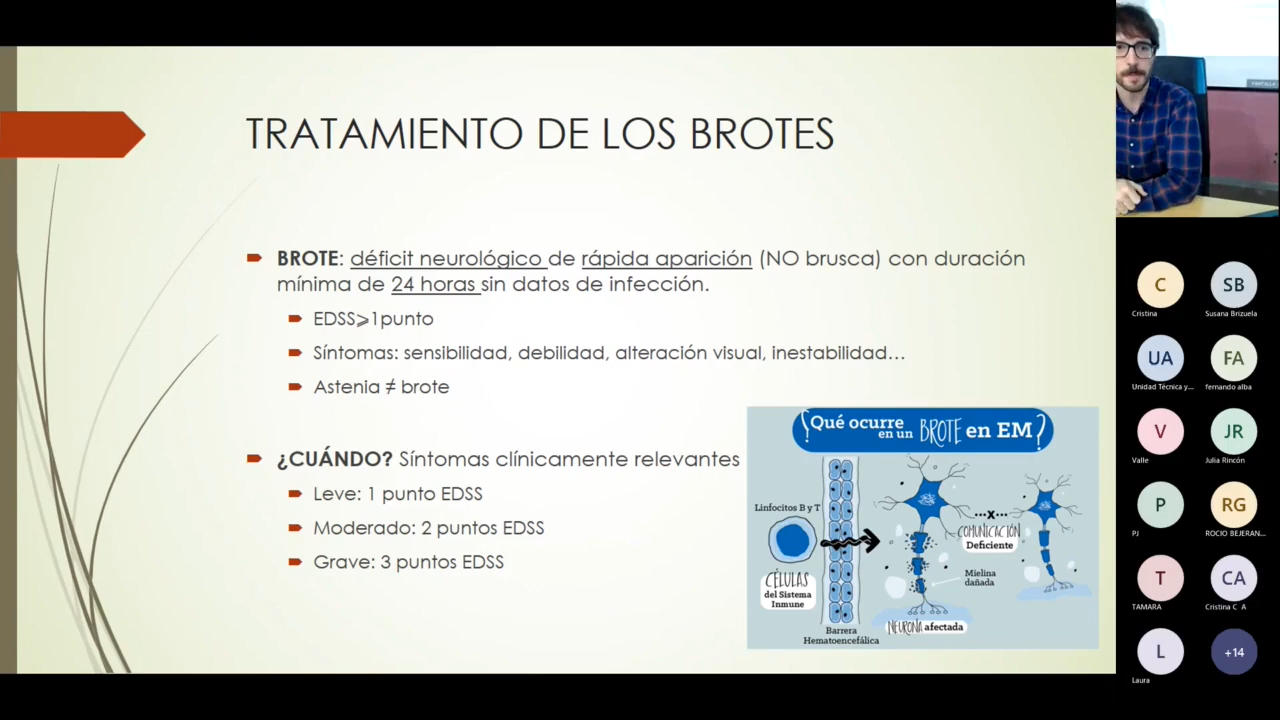 TRATAMIENTO DE LOS BROTES
BROTE: déficit neurológico de rápida aparición (NO brusca) con duración
mínima de 24 horas sin datos de infección.
EDSS⩾1punto
Síntomas: sensibilidad, debilidad, alteración visual, inestabilidad…
Astenia ≠ brote
¿CUÁNDO? Síntomas clínicamente relevantes
Leve: 1 punto EDSS
Moderado: 2 puntos EDSS
Grave: 3 puntos EDSS
¿Qué ocurre
en un BROTE en EM?
Linfocitos B y T
CÉLULAS
del Sistema
Inmune
Barrera
Hematoencefálica
...x...
COMUNICACIÓN
Deficiente
Mielina
dañada
NEURONA afectada
C
Cristina
SB
Susana Brizuela
UA
Unidad Técnica y...
FA
fernando alba
V
Valle
JR
Julia Rincón
P
PJ
RG
ROCIO BEJERAN...
T
TAMARA
CA
Cristina C A
L
Laura
+14